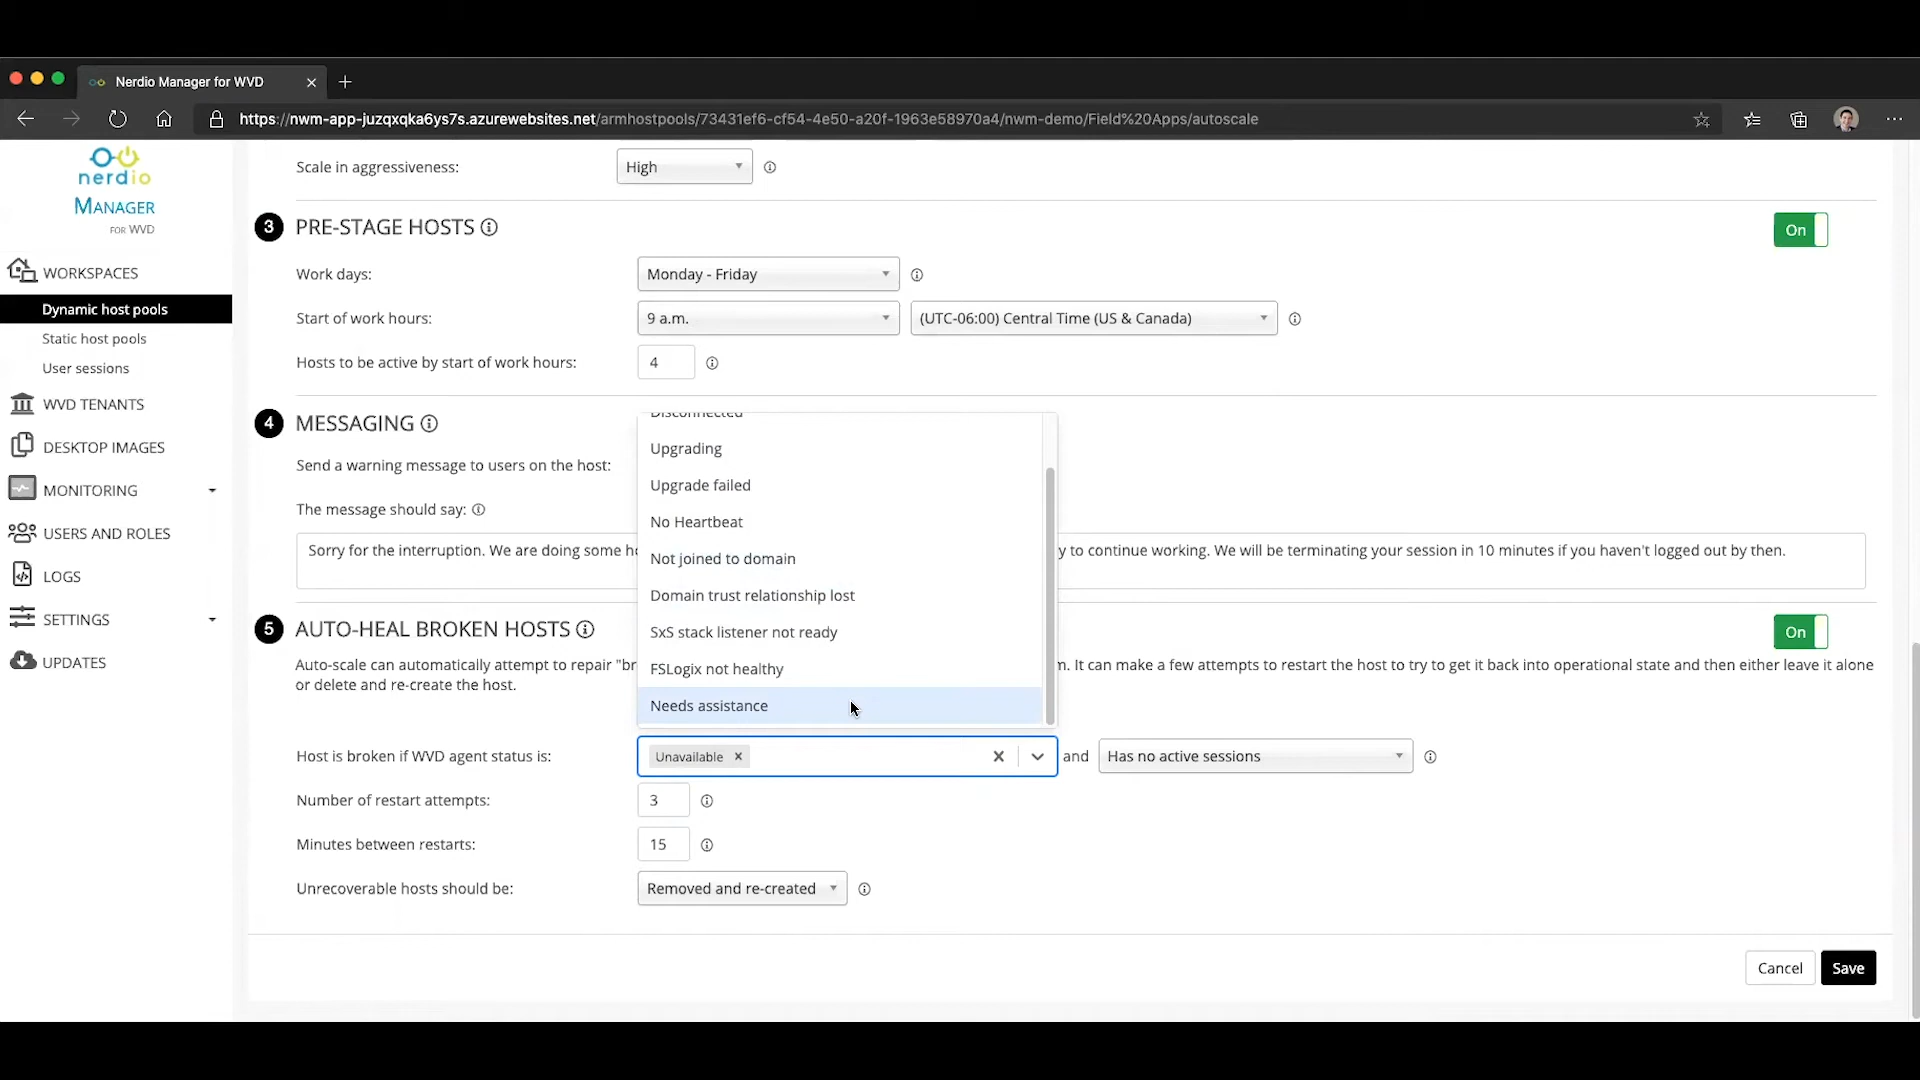 Nerdio Manager for WVD
https://nwm-app-juzqxqka6ys7s.azurewebsites.net/armhostpools/73431ef6-cf54-4e50-a20f-1963e58970a4/nwm-demo/Field%20Apps/autoscale
nerdio
MANAGER
FOR WVD
WORKSPACES
Dynamic host pools
Static host pools
User sessions
WVD TENANTS
DESKTOP IMAGES
MONITORING
USERS AND ROLES
LOGS
SETTINGS
UPDATES
Scale in aggressiveness: High
3 PRE-STAGE HOSTS On
Work days: Monday - Friday
Start of work hours: 9 a.m. (UTC-06:00) Central Time (US & Canada)
Hosts to be active by start of work hours: 4
4 MESSAGING
Send a warning message to users on the host:
The message should say:
Sorry for the interruption. We are doing some y to continue working. We will be terminating your session in 10 minutes if you haven't logged out by then.
Disconnected
Upgrading
Upgrade failed
No Heartbeat
Not joined to domain
Domain trust relationship lost
SxS stack listener not ready
FSLogix not healthy
Needs assistance
5 AUTO-HEAL BROKEN HOSTS On
Auto-scale can automatically attempt to repair "br m. It can make a few attempts to restart the host to try to get it back into operational state and then either leave it alone
or delete and re-create the host.
Host is broken if WVD agent status is: Unavailable and Has no active sessions
Number of restart attempts: 3
Minutes between restarts: 15
Unrecoverable hosts should be: Removed and re-created
Cancel Save